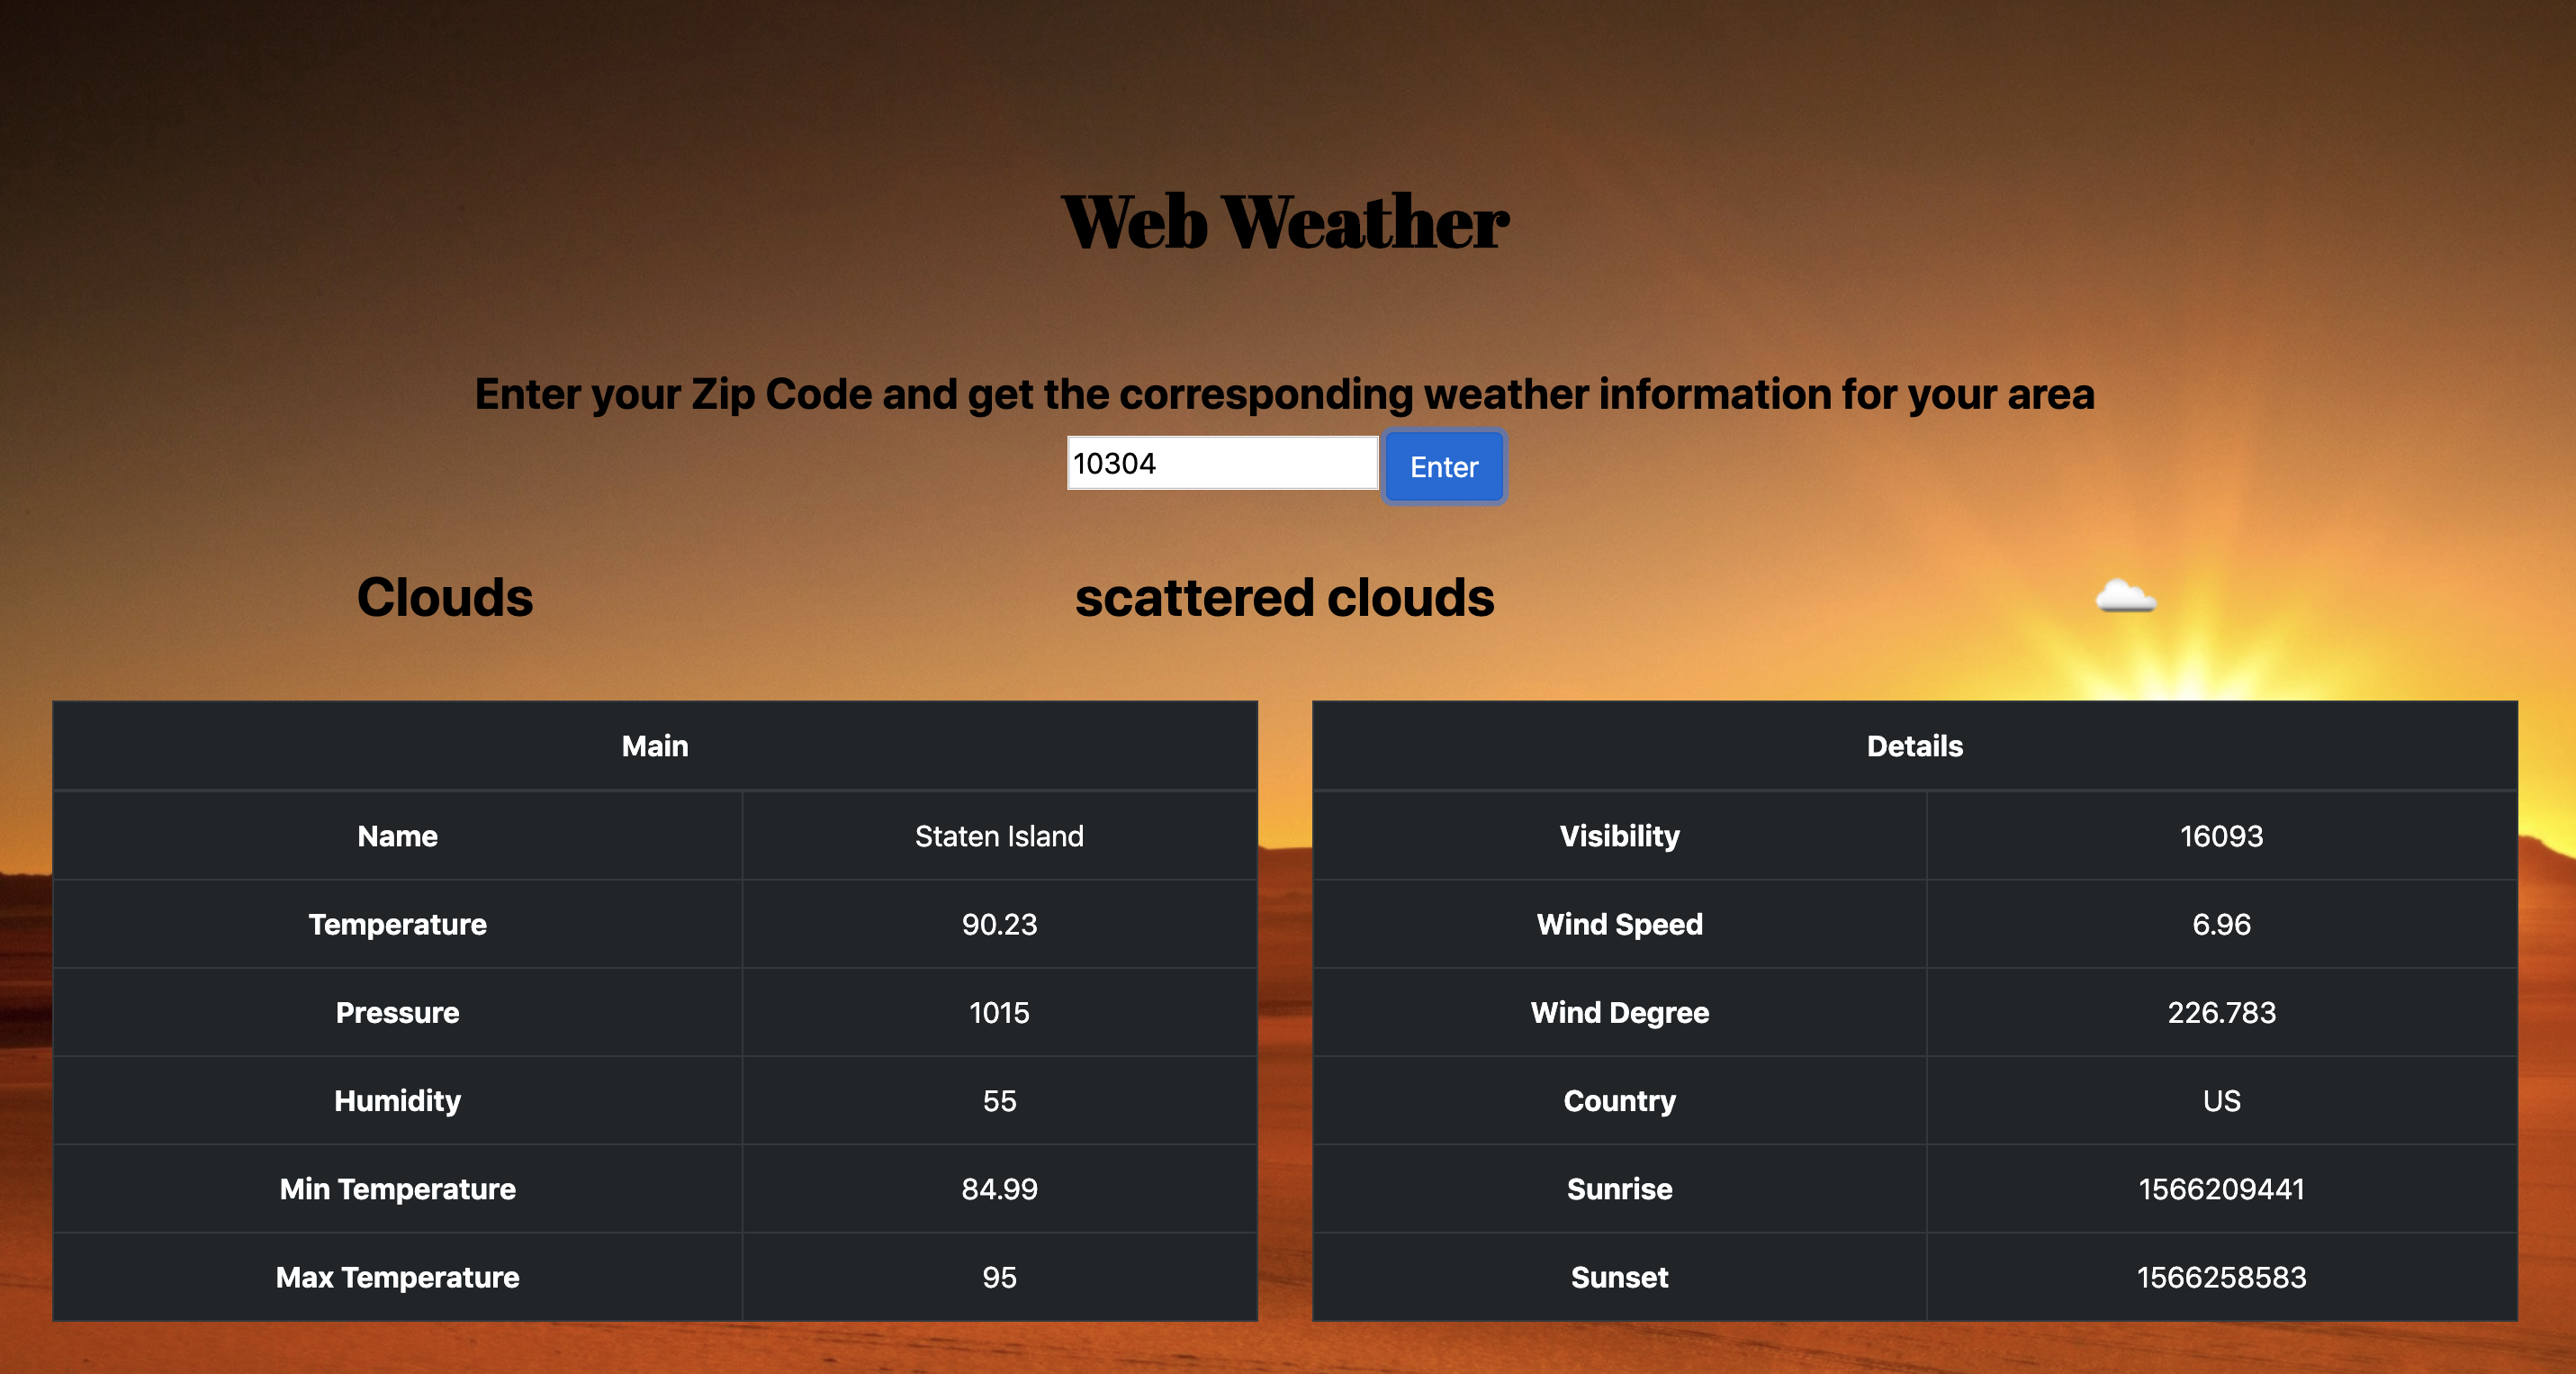 Web Weather
Enter your Zip Code and get the corresponding weather information for your area
10304 Enter
Clouds scattered clouds
Main
Name Staten Island
Temperature 90.23
Pressure 1015
Humidity 55
Min Temperature 84.99
Max Temperature 95
Details
Visibility 16093
Wind Speed 6.96
Wind Degree 226.783
Country US
Sunrise 1566209441
Sunset 1566258583